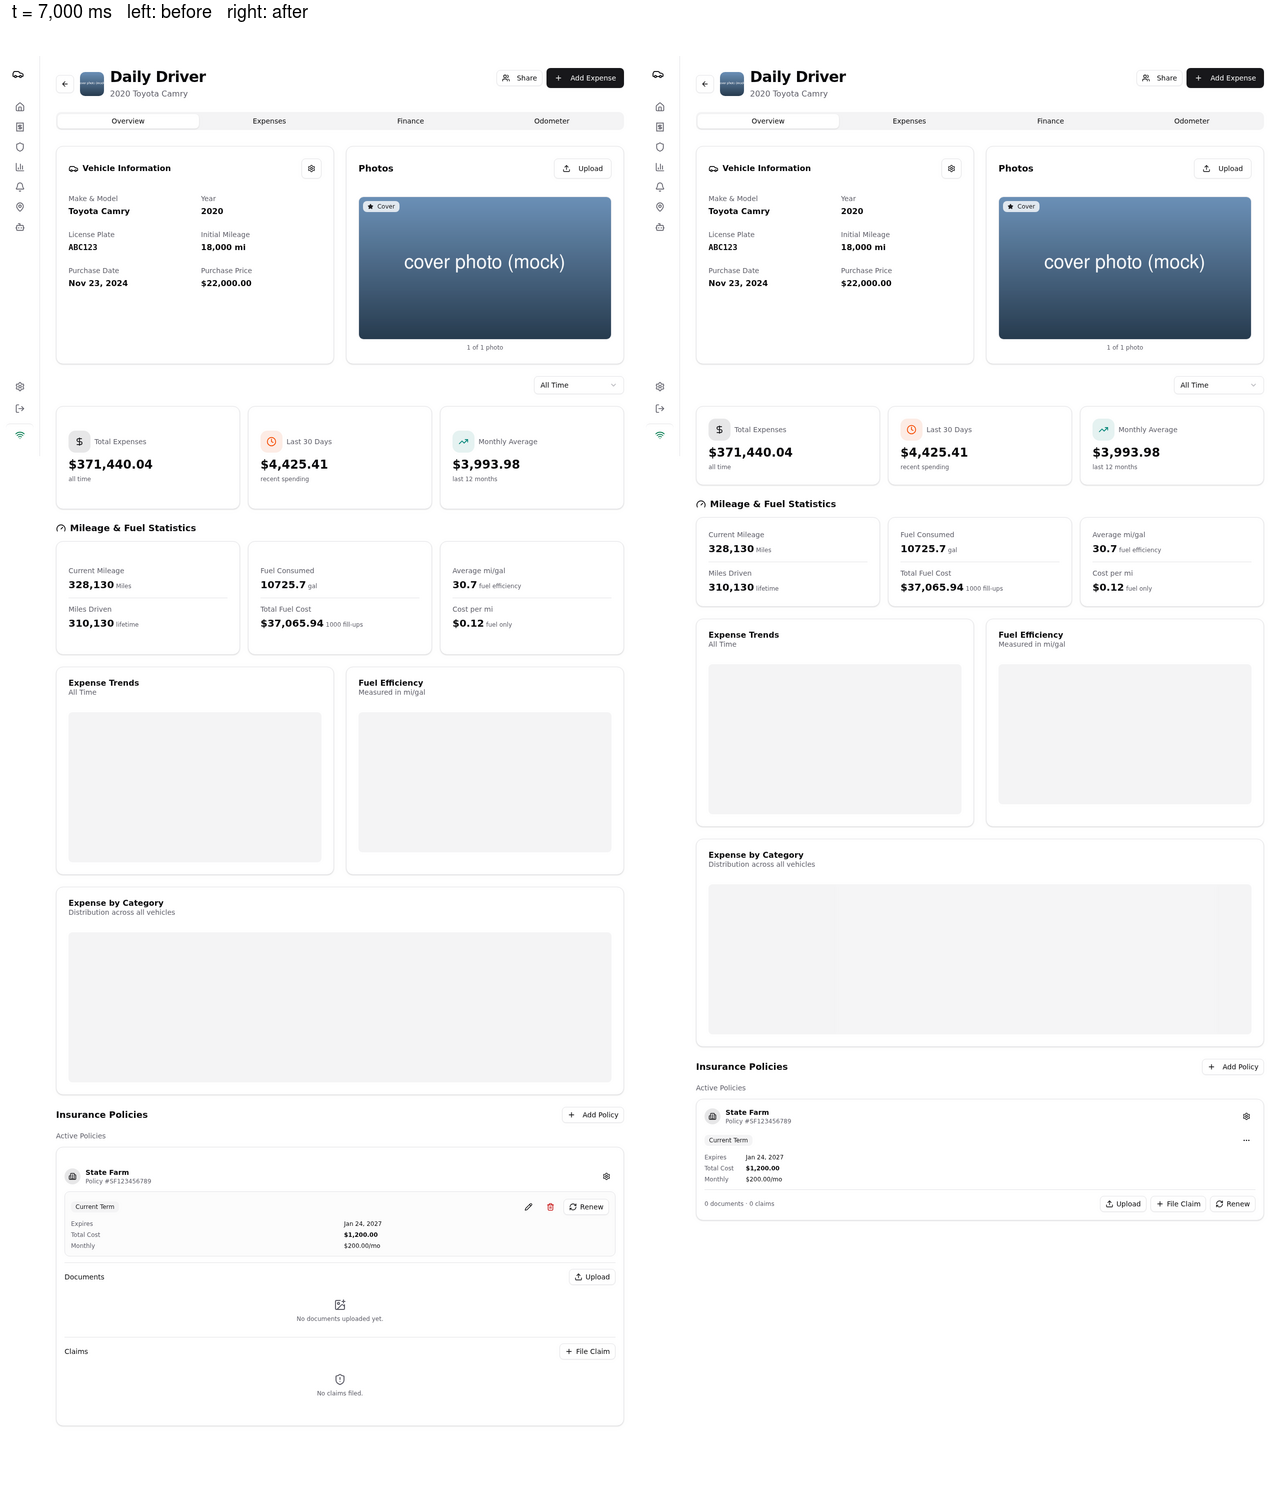 t = 7,000 ms   left: before   right: after
Daily Driver
2020 Toyota Camry
Share
Add Expense
Overview
Expenses
Finance
Odometer
Vehicle Information
Make & Model
Year
Toyota Camry
2020
License Plate
Initial Mileage
ABC123
18,000 mi
Purchase Date
Purchase Price
Nov 23, 2024
$22,000.00
Photos
Upload
Cover
cover photo (mock)
1 of 1 photo
All Time
Total Expenses
$371,440.04
all time
Last 30 Days
$4,425.41
recent spending
Monthly Average
$3,993.98
last 12 months
Mileage & Fuel Statistics
Current Mileage
328,130 Miles
Miles Driven
310,130 lifetime
Fuel Consumed
10725.7 gal
Total Fuel Cost
$37,065.94 1000 fill-ups
Average mi/gal
30.7 fuel efficiency
Cost per mi
$0.12 fuel only
Expense Trends
All Time
Fuel Efficiency
Measured in mi/gal
Expense by Category
Distribution across all vehicles
Insurance Policies
Add Policy
Active Policies
State Farm
Policy #SF123456789
Current Term
Renew
Expires
Jan 24, 2027
Total Cost
$1,200.00
Monthly
$200.00/mo
Documents
Upload
No documents uploaded yet.
Claims
File Claim
No claims filed.
Daily Driver
2020 Toyota Camry
Share
Add Expense
Overview
Expenses
Finance
Odometer
Vehicle Information
Make & Model
Year
Toyota Camry
2020
License Plate
Initial Mileage
ABC123
18,000 mi
Purchase Date
Purchase Price
Nov 23, 2024
$22,000.00
Photos
Upload
Cover
cover photo (mock)
1 of 1 photo
All Time
Total Expenses
$371,440.04
all time
Last 30 Days
$4,425.41
recent spending
Monthly Average
$3,993.98
last 12 months
Mileage & Fuel Statistics
Current Mileage
328,130 Miles
Miles Driven
310,130 lifetime
Fuel Consumed
10725.7 gal
Total Fuel Cost
$37,065.94 1000 fill-ups
Average mi/gal
30.7 fuel efficiency
Cost per mi
$0.12 fuel only
Expense Trends
All Time
Fuel Efficiency
Measured in mi/gal
Expense by Category
Distribution across all vehicles
Insurance Policies
Add Policy
Active Policies
State Farm
Policy #SF123456789
Current Term
Expires
Jan 24, 2027
Total Cost
$1,200.00
Monthly
$200.00/mo
0 documents · 0 claims
Upload
File Claim
Renew